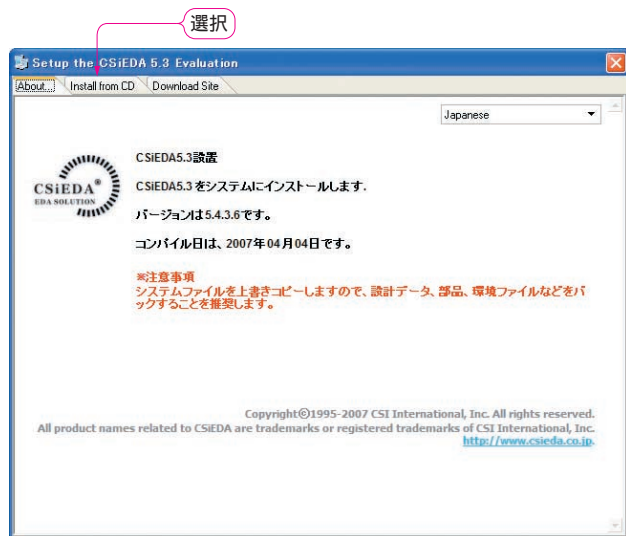 選択
Setup the CSiEDA 5.3 Evaluation
About... Install from CD Download Site
Japanese
CSiEDA5.3設置
CSiEDA®
EDA SOLUTION
CSiEDA5.3 をシステムにインストールします.
バージョンは5.4.3.6です。
コンパイル日は、2007年04月04日です。
※注意事項
システムファイルを上書きコピーしますので、設計データ、部品、環境ファイルなどをバ
ックすることを推奨します。
Copyright©1995-2007 CSI International, Inc. All rights reserved.
All product names related to CSiEDA are trademarks or registered trademarks of CSI International, Inc.
http://www.csieda.co.jp.